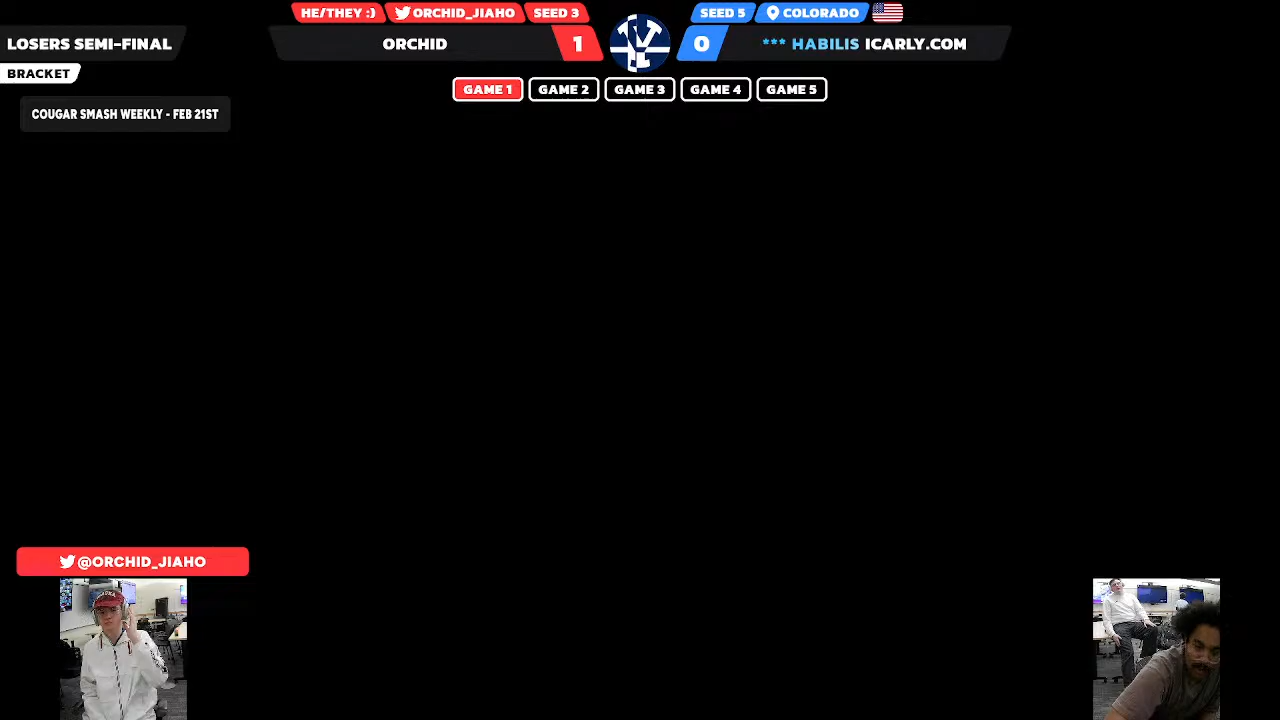 HE/THEY :) ORCHID_JIAHO SEED 3 SEED 5 COLORADO
LOSERS SEMI-FINAL ORCHID 1 0 *** HABILIS ICARLY.COM
BRACKET
GAME 1 GAME 2 GAME 3 GAME 4 GAME 5
COUGAR SMASH WEEKLY - FEB 21ST
@ORCHID_JIAHO